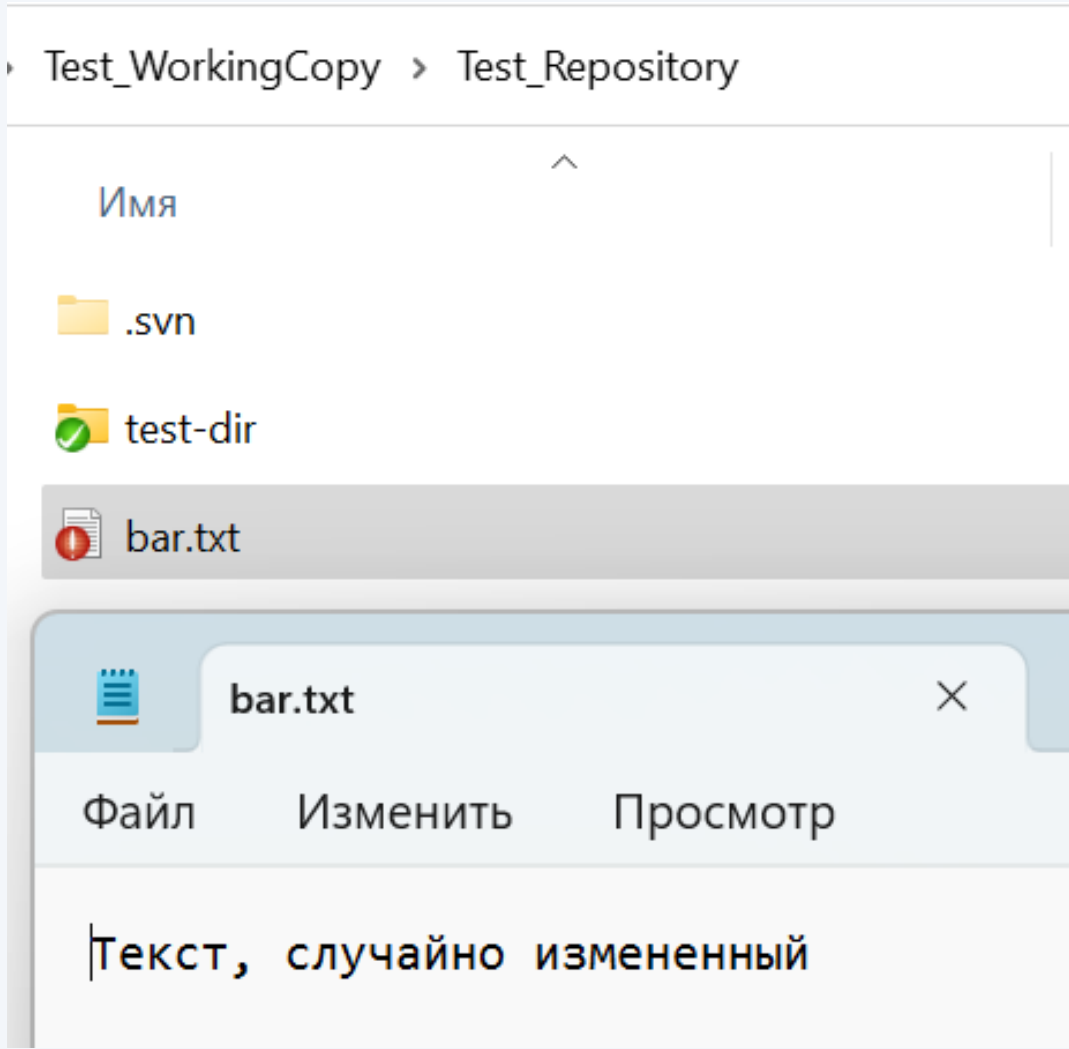 Test_WorkingCopy > Test_Repository
Имя
.svn
test-dir
bar.txt
bar.txt
Файл Изменить Просмотр
Текст, случайно измененный